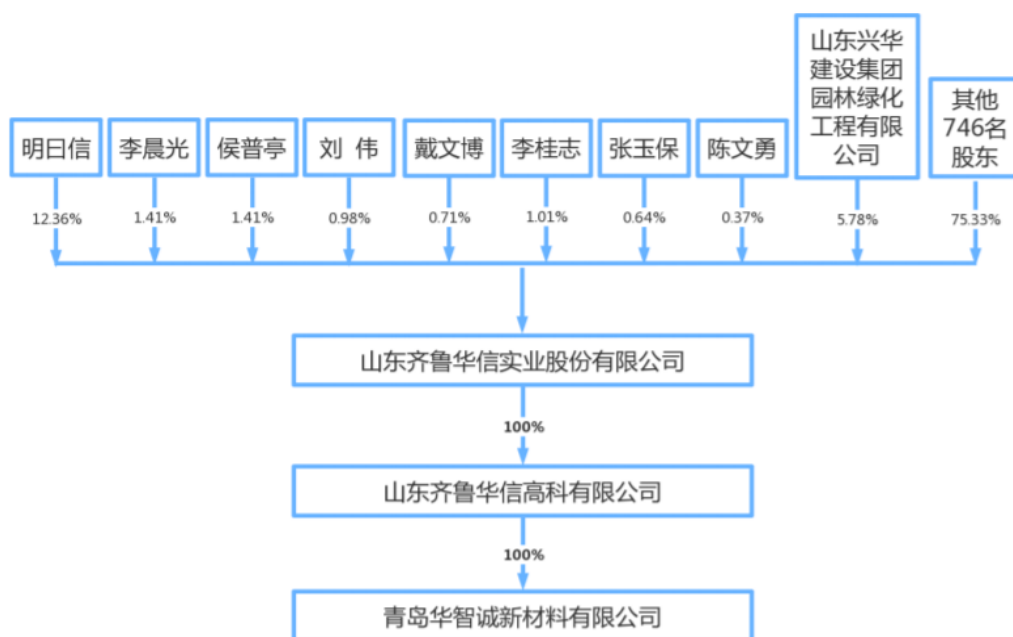 山东兴华
建设集团
园林绿化
工程有限
公司
其他
746名
股东
明曰信
李晨光
侯普亭
刘 伟
戴文博
李桂志
张玉保
陈文勇
12.36%
1.41%
1.41%
0.98%
0.71%
1.01%
0.64%
0.37%
5.78%
75.33%
山东齐鲁华信实业股份有限公司
100%
山东齐鲁华信高科有限公司
100%
青岛华智诚新材料有限公司